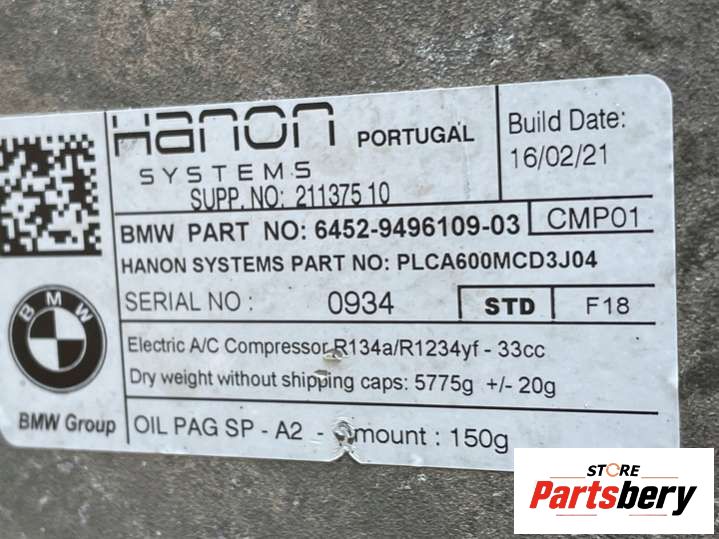 Hanon PORTUGAL
SYSTEMS
SUPP. NO: 211375 10
Build Date:
16/02/21
BMW PART NO: 6452-9496109-03 CMP01
HANON SYSTEMS PART NO: PLCA600MCD3J04
SERIAL NO : 0934 STD F18
BMW
BMW Group
Electric A/C Compressor R134a/R1234yf - 33cc
Dry weight without shipping caps: 5775g +/- 20g
OIL PAG SP - A2 - Amount : 150g
STORE
Partsbery